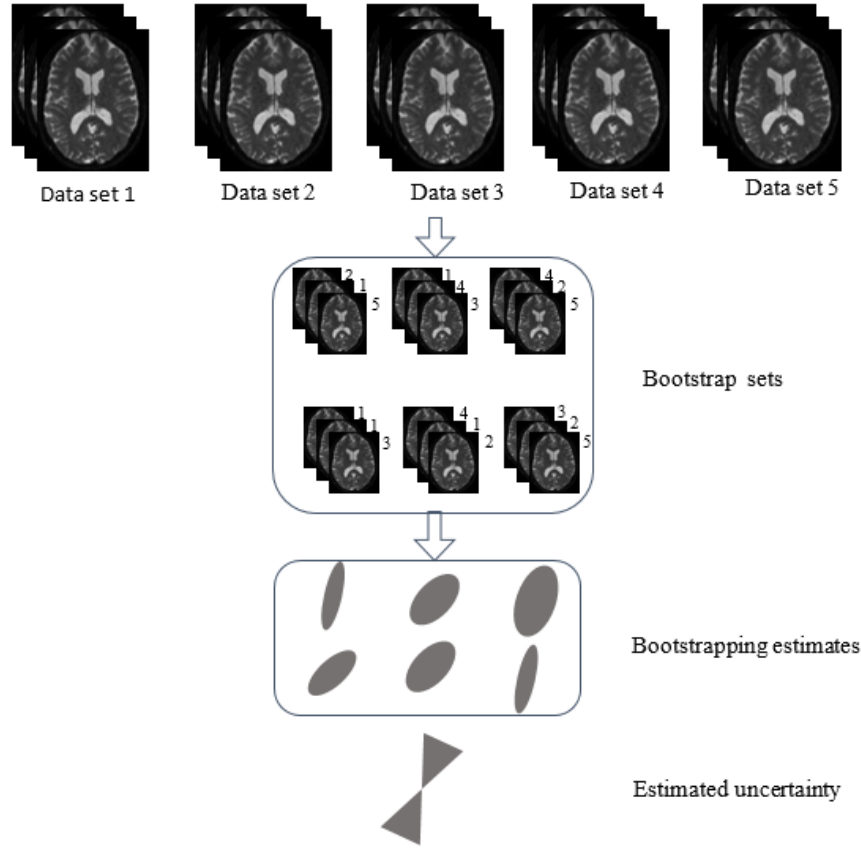 Data set 1
Data set 2
Data set 3
Data set 4
Data set 5
2 1 5
1 4 3
4 2 5
Bootstrap sets
1 1 3
4 1 2
3 2 5
Bootstrapping estimates
Estimated uncertainty